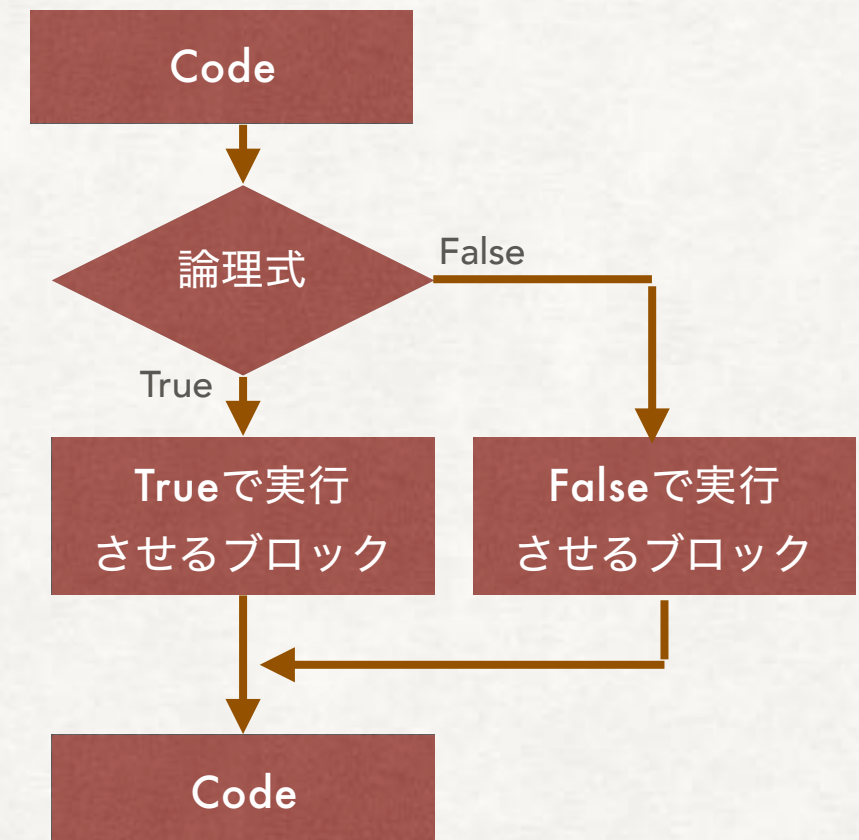 Code
論理式
False
True
Trueで実行
させるブロック
Falseで実行
させるブロック
Code